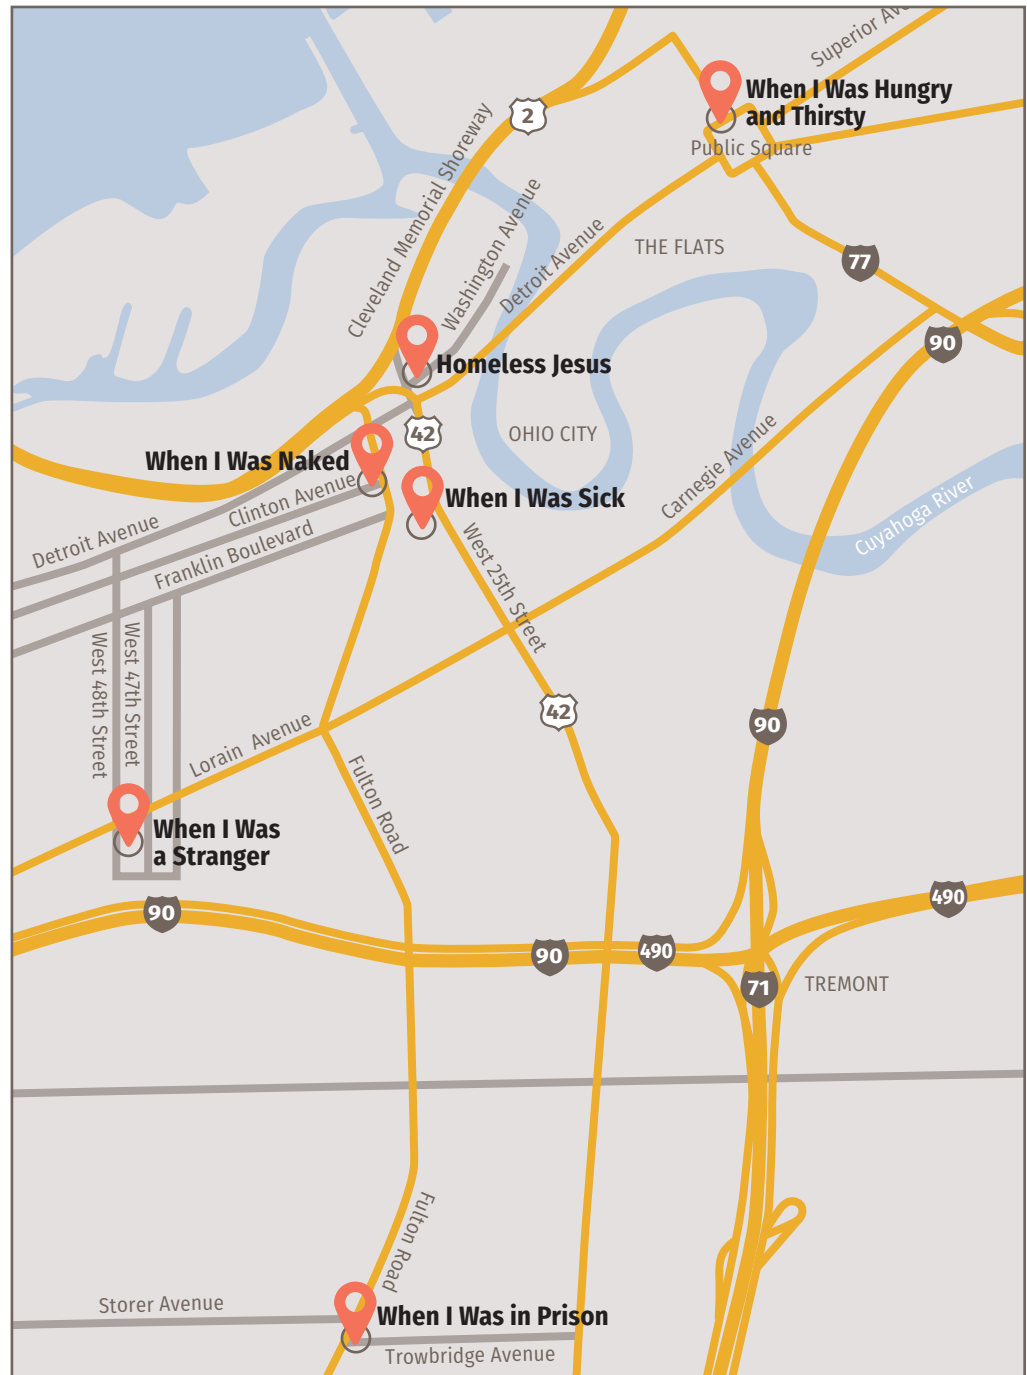 Superior Ave
2
When I Was Hungry
and Thirsty
Public Square
Cleveland Memorial Shoreway
Washington Avenue
Detroit Avenue
THE FLATS
77
90
Homeless Jesus
42
OHIO CITY
When I Was Naked
Carnegie Avenue
When I Was Sick
Clinton Avenue
Cuyahoga River
Detroit Avenue
Franklin Boulevard
West 25th Street
West 48th Street
West 47th Street
42
90
Lorain Avenue
Fulton Road
When I Was
a Stranger
90
490
90
490
71
TREMONT
Fulton Road
Storer Avenue
When I Was in Prison
Trowbridge Avenue